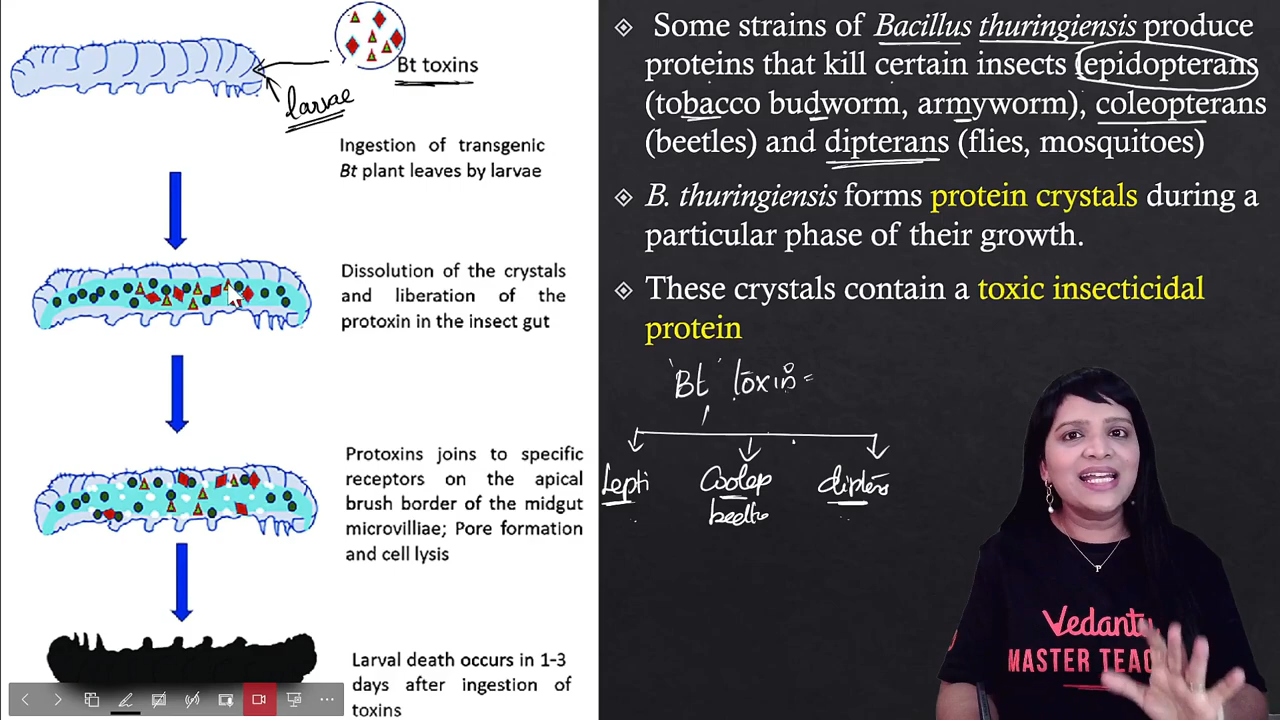 Bt toxins
larvae
Ingestion of transgenic
Bt plant leaves by larvae
Dissolution of the crystals
and liberation of the
protoxin in the insect gut
Protoxins joins to specific
receptors on the apical
brush border of the midgut
microvilliae; Pore formation
and cell lysis
Larval death occurs in 1-3
days after ingestion of
toxins
Some strains of Bacillus thuringiensis produce
proteins that kill certain insects lepidopterans
(tobacco budworm, armyworm), coleopterans
(beetles) and dipterans (flies, mosquitoes)
B. thuringiensis forms protein crystals during a
particular phase of their growth.
These crystals contain a toxic insecticidal
protein
'Bt' toxin =
Lepti Coolep diptera
beetle
Vedantu
MASTER TEAC